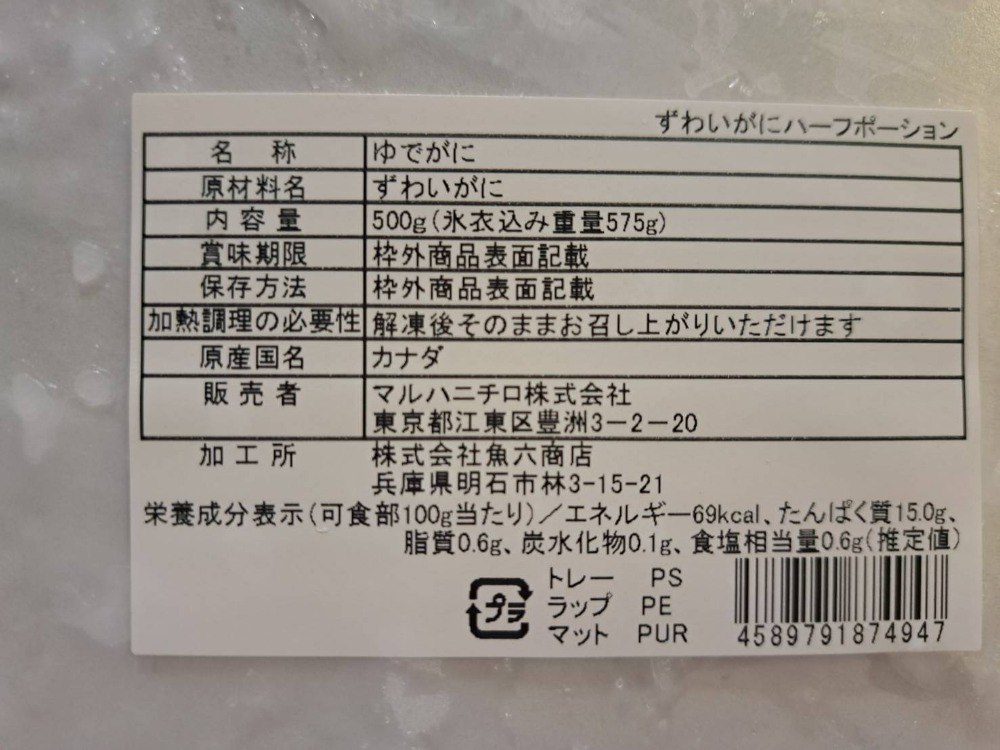 ずわいがにハーフポーション
名 称 ゆでがに
原材料名 ずわいがに
内容量 500g(氷衣込み重量575g)
賞味期限 枠外商品表面記載
保存方法 枠外商品表面記載
加熱調理の必要性 解凍後そのままお召し上がりいただけます
原産国名 カナダ
販売者 マルハニチロ株式会社
東京都江東区豊洲3-2-20
加工所 株式会社魚六商店
兵庫県明石市林3-15-21
栄養成分表示(可食部100g当たり)/エネルギー69kcal、たんぱく質15.0g、
脂質0.6g、炭水化物0.1g、食塩相当量0.6g(推定値)
プラ トレー PS
ラップ PE
マット PUR
4589791874947